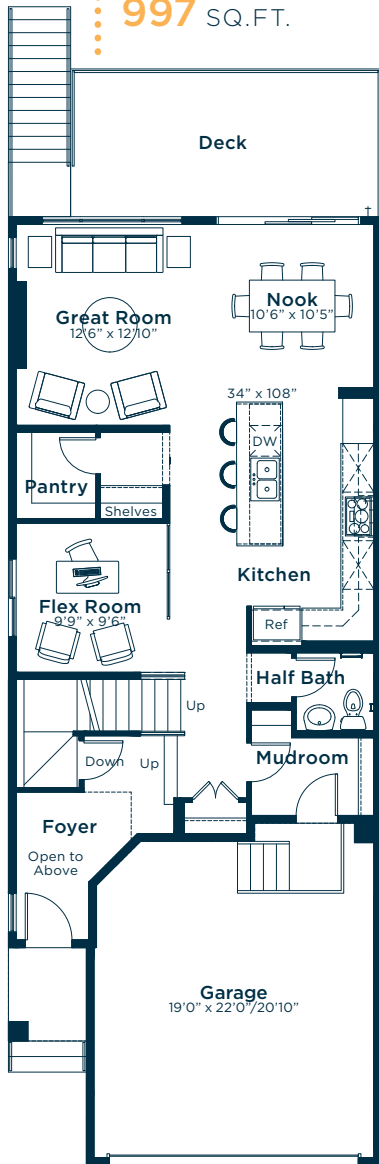 997 SQ.FT.
Deck
Great Room
12'6" x 12'10"
Nook
10'6" x 10'5"
34" x 108"
DW
Pantry
Shelves
Kitchen
Flex Room
9'9" x 9'6"
Ref
Half Bath
Up
Down
Up
Mudroom
Foyer
Open to
Above
Garage
19'0" x 22'0"/20'10"